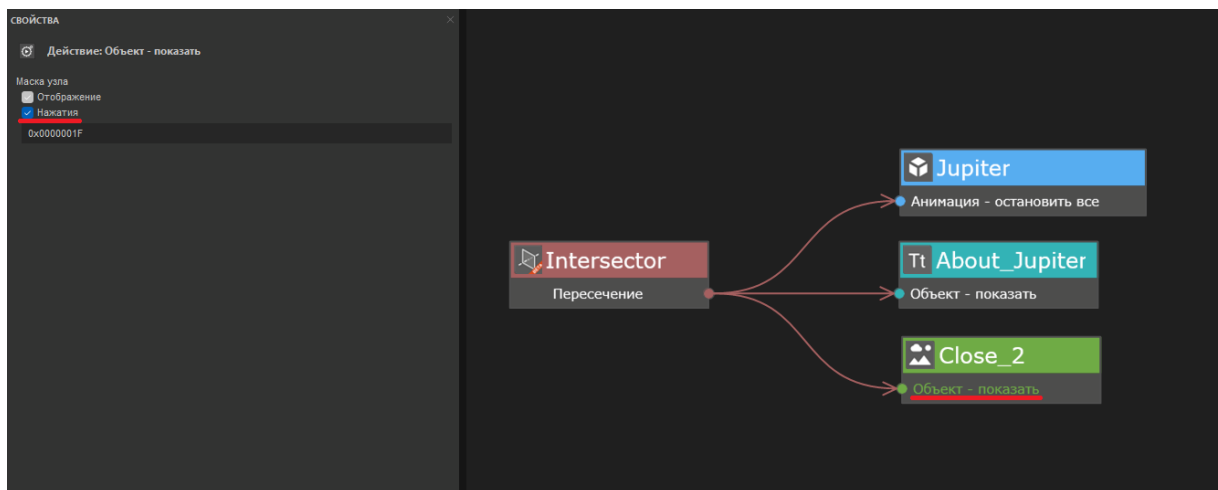 СВОЙСТВА
Действие: Объект - показать
Маска узла
Отображение
Нажатия
0x0000001F
Jupiter
Анимация - остановить все
Intersector
Пересечение
Tt About_Jupiter
Объект - показать
Close_2
Объект - показать